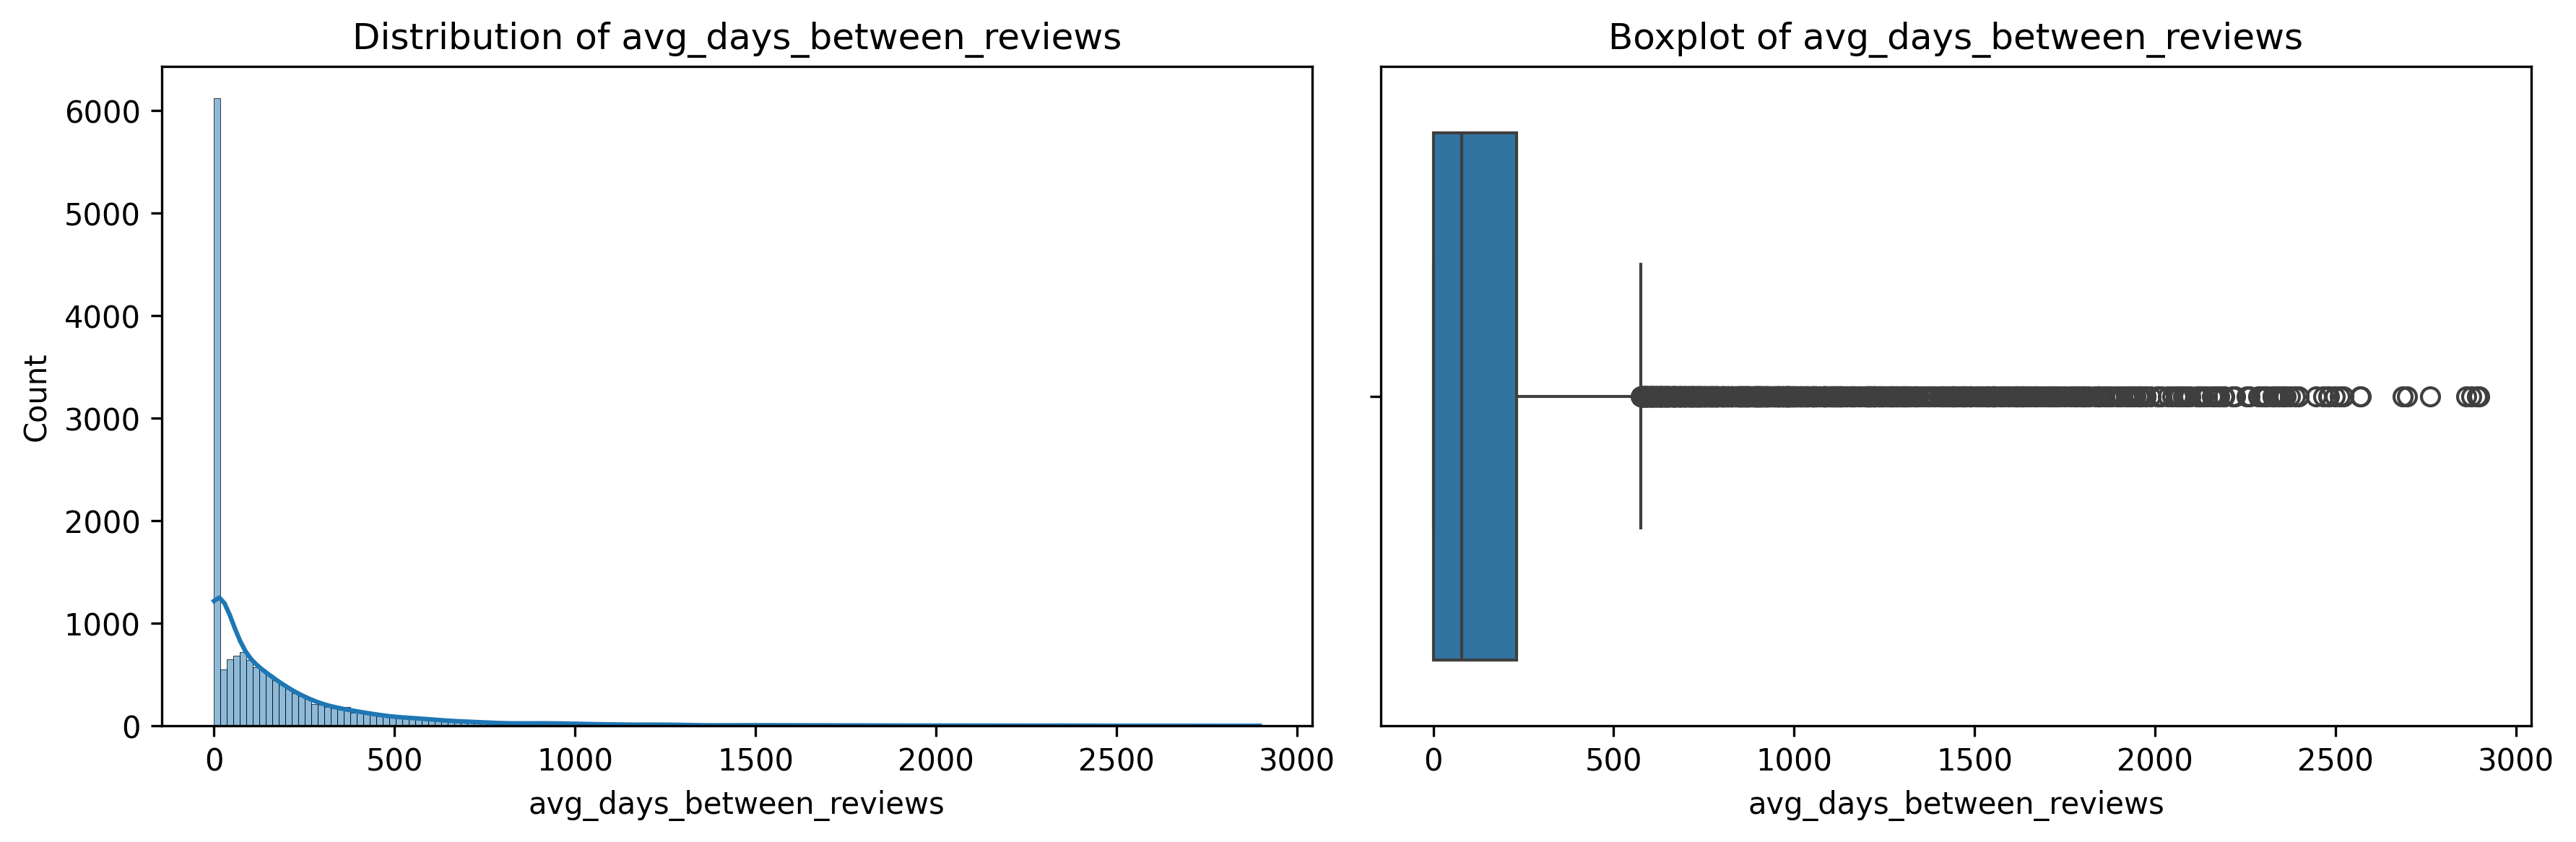 Distribution of avg_days_between_reviews
6000
5000
4000
3000
2000
1000
0
Count
0 500 1000 1500 2000 2500 3000
avg_days_between_reviews
Boxplot of avg_days_between_reviews
0 500 1000 1500 2000 2500 3000
avg_days_between_reviews